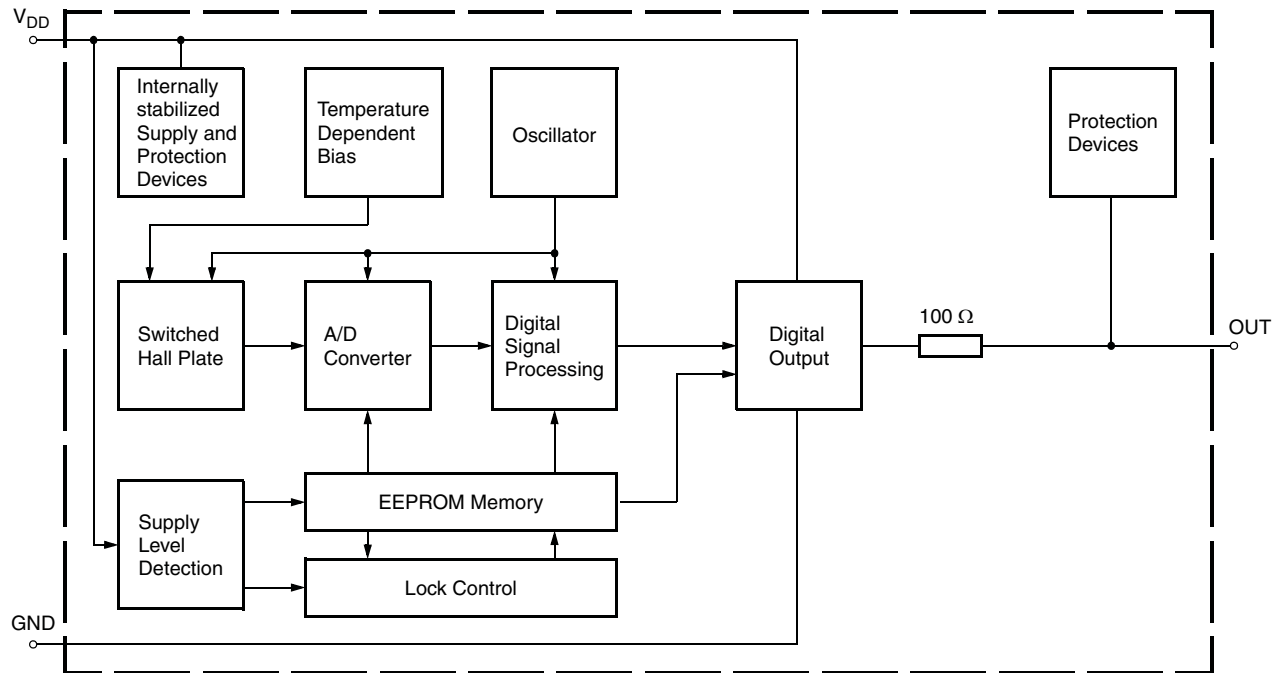 V_DD
Internally
stabilized
Supply and
Protection
Devices
Temperature
Dependent
Bias
Oscillator
Protection
Devices
Switched
Hall Plate
A/D
Converter
Digital
Signal
Processing
Digital
Output
100 Ω
OUT
Supply
Level
Detection
EEPROM Memory
Lock Control
GND